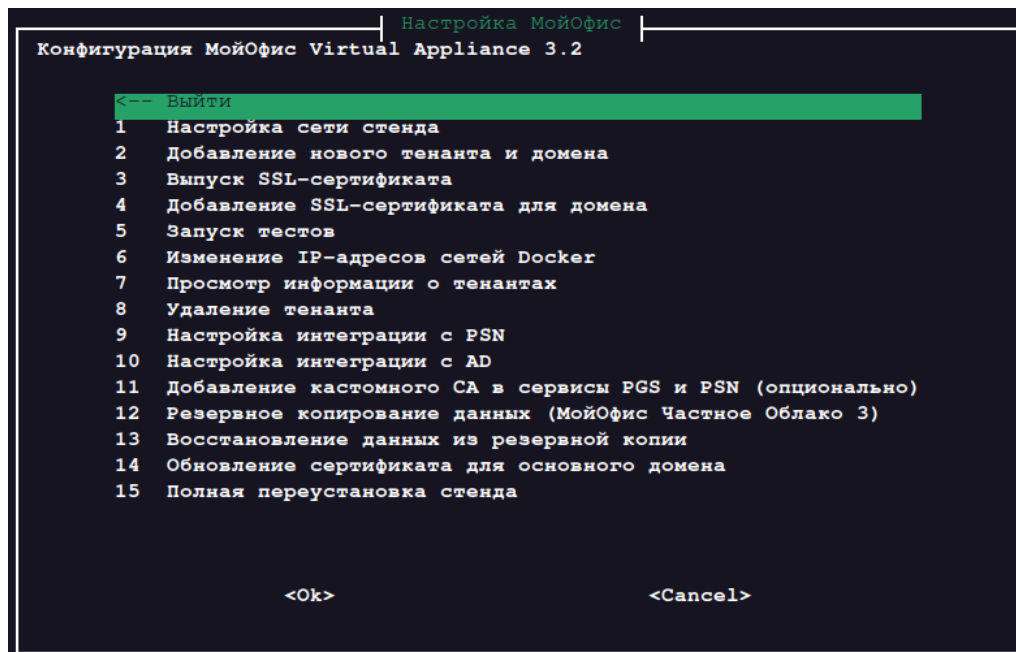 Настройка МойОфис
Конфигурация МойОфис Virtual Appliance 3.2
<-- Выйти
1 Настройка сети стенда
2 Добавление нового тенанта и домена
3 Выпуск SSL-сертификата
4 Добавление SSL-сертификата для домена
5 Запуск тестов
6 Изменение IP-адресов сетей Docker
7 Просмотр информации о тенантах
8 Удаление тенанта
9 Настройка интеграции с PSN
10 Настройка интеграции с AD
11 Добавление кастомного CA в сервисы PGS и PSN (опционально)
12 Резервное копирование данных (МойОфис Частное Облако 3)
13 Восстановление данных из резервной копии
14 Обновление сертификата для основного домена
15 Полная переустановка стенда
<Ok> <Cancel>